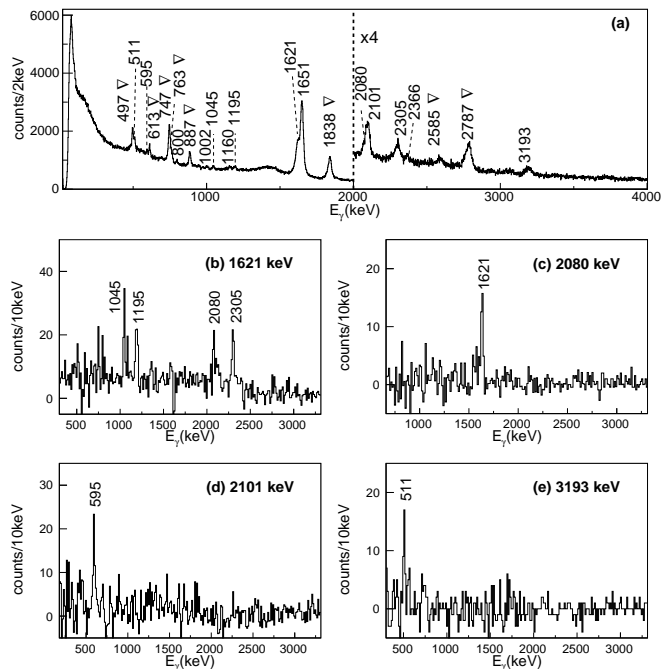 (a)
x4
counts/2keV
6000
4000
2000
0
497 ∇
511
595
613 ∇
747 ∇
763 ∇
800
887 ∇
1002
1045
1160
1195
1621
1651
1838 ∇
2080
2101
2305
2366
2585 ∇
2787 ∇
3193
1000 2000 3000 4000
Eγ(keV)
(b) 1621 keV
counts/10keV
40
20
0
1045
1195
2080
2305
500 1000 1500 2000 2500 3000
Eγ(keV)
(c) 2080 keV
counts/10keV
20
10
0
1621
1000 1500 2000 2500 3000
Eγ(keV)
(d) 2101 keV
counts/10keV
30
20
10
0
595
500 1000 1500 2000 2500 3000
Eγ(keV)
(e) 3193 keV
counts/10keV
20
10
0
511
500 1000 1500 2000 2500 3000
Eγ(keV)